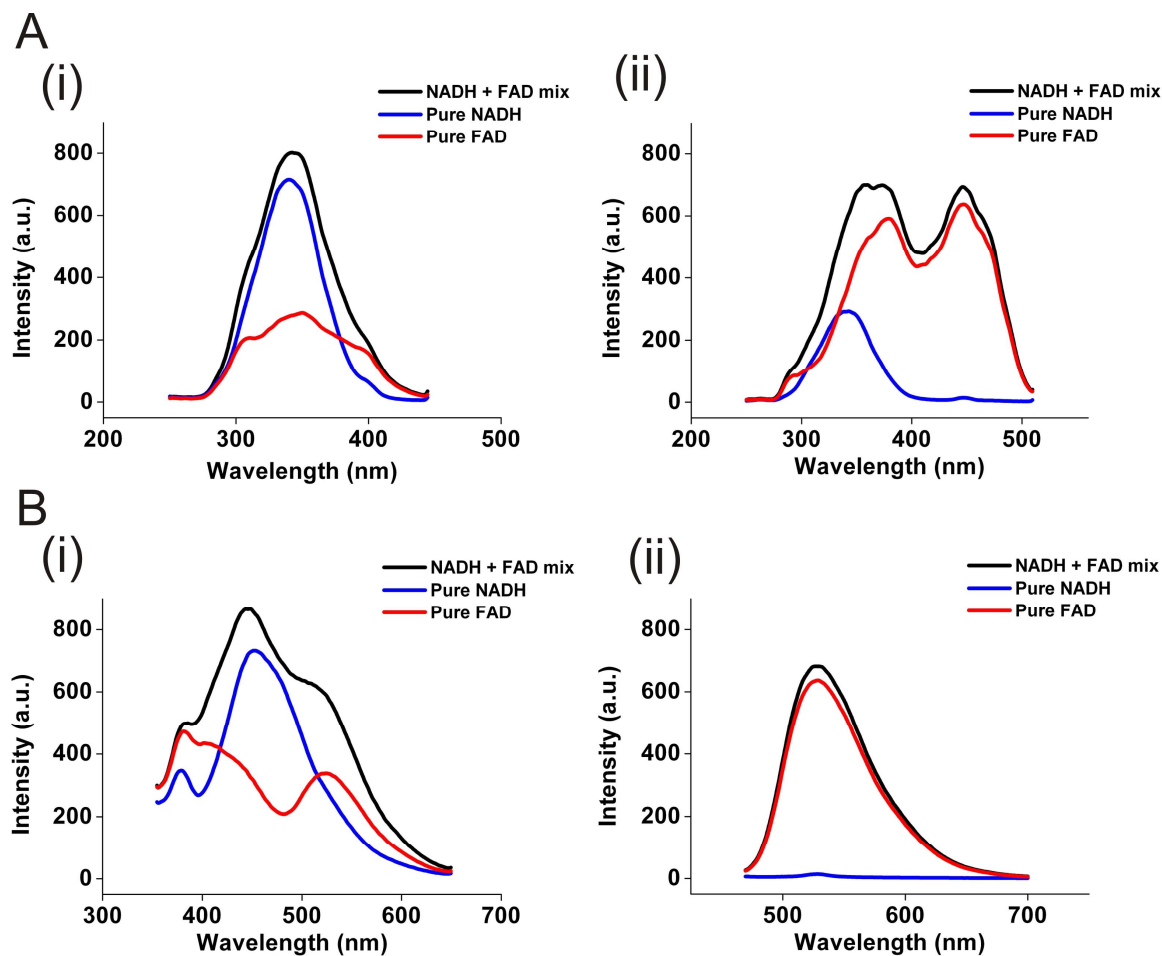 A
(i)
NADH + FAD mix
Pure NADH
Pure FAD
Intensity (a.u.)
800
600
400
200
0
200 300 400 500
Wavelength (nm)
(ii)
NADH + FAD mix
Pure NADH
Pure FAD
Intensity (a.u.)
800
600
400
200
0
200 300 400 500
Wavelength (nm)
B
(i)
NADH + FAD mix
Pure NADH
Pure FAD
Intensity (a.u.)
800
600
400
200
0
300 400 500 600 700
Wavelength (nm)
(ii)
NADH + FAD mix
Pure NADH
Pure FAD
Intensity (a.u.)
800
600
400
200
0
500 600 700
Wavelength (nm)